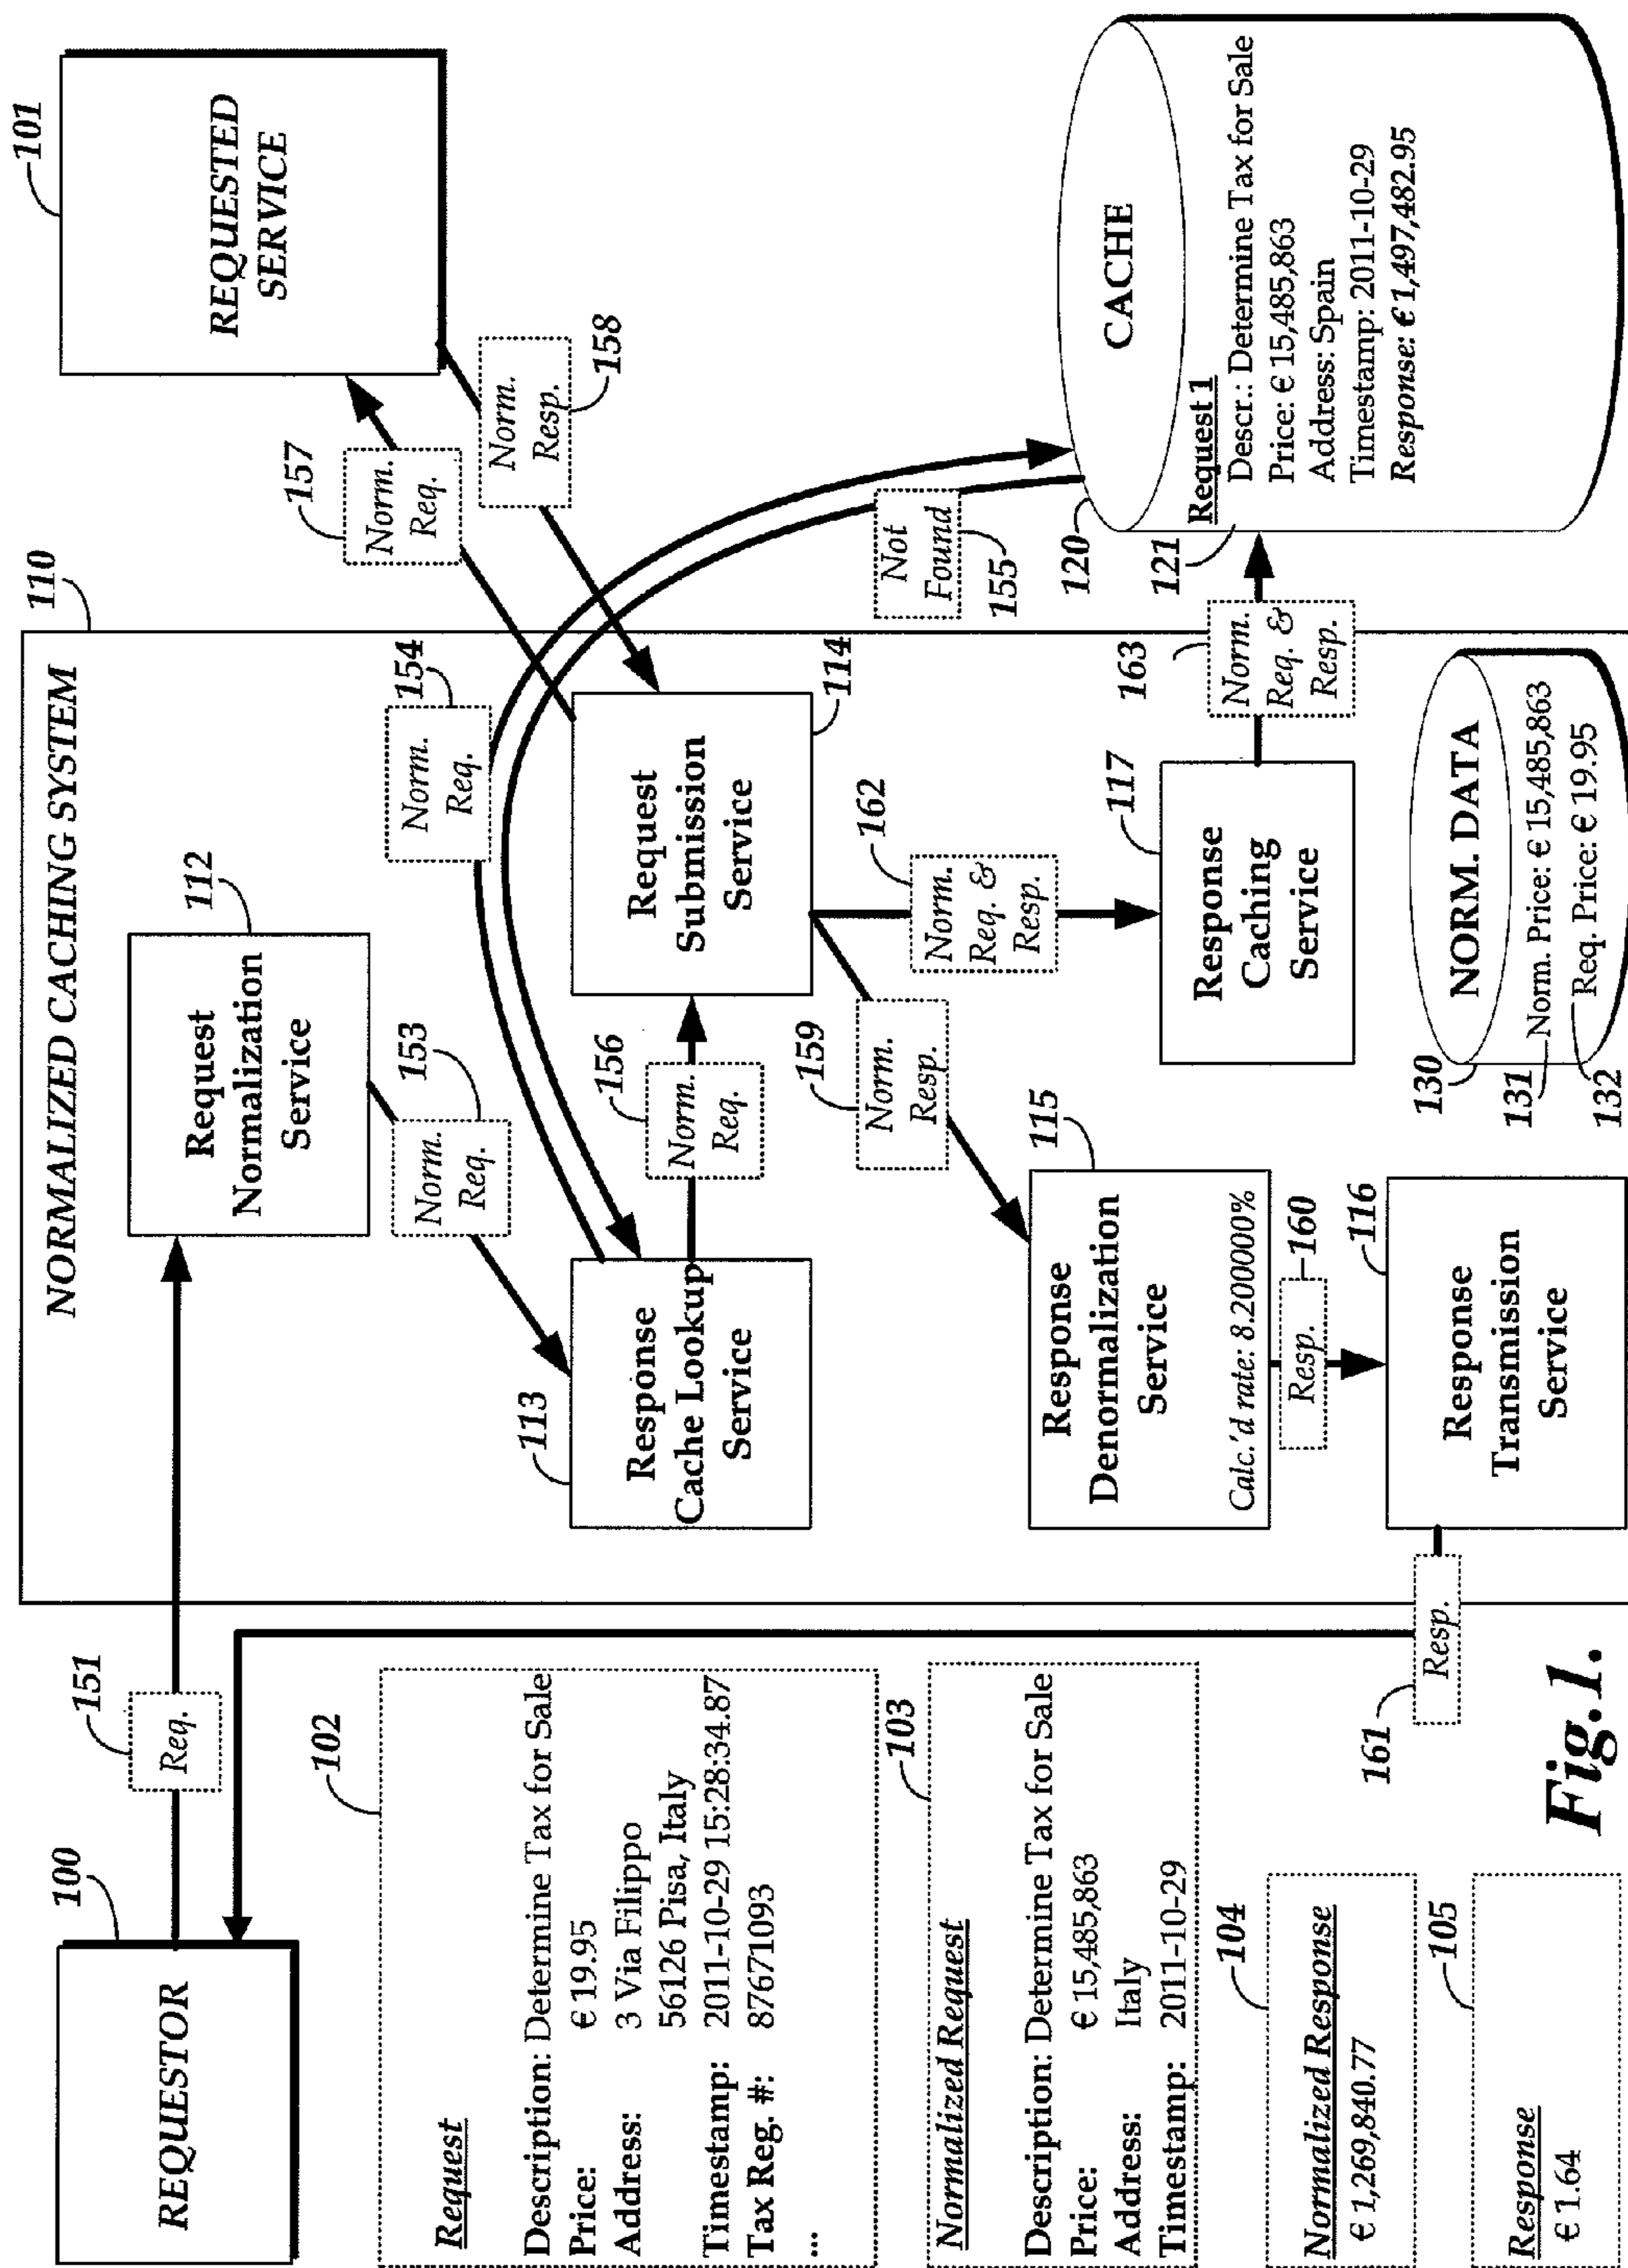 100
REQUESTOR
151
Req.
101
REQUESTED
SERVICE
110
NORMALIZED CACHING SYSTEM
112
Request
Normalization
Service
157
Norm.
Req.
Norm.
Resp.
158
153
Norm.
Req.
154
Norm.
Req.
113
Response
Cache Lookup
Service
156
Norm.
Req.
Request
Submission
Service
114
Not
Found
155
120
CACHE
121
Request 1
Descr.: Determine Tax for Sale
Price: € 15,485,863
Address: Spain
Timestamp: 2011-10-29
Response: € 1,497,482.95
159
Norm.
Resp.
162
Norm.
Req. &
Resp.
117
Response
Caching
Service
163
Norm.
Req. &
Resp.
115
Response
Denormalization
Service
Calc.'d rate: 8.200000%
Resp.
160
116
Response
Transmission
Service
130
NORM. DATA
131
Norm. Price: € 15,485,863
132
Req. Price: € 19.95
161
Resp.
102
Request
Description: Determine Tax for Sale
Price: € 19.95
Address: 3 Via Filippo
56126 Pisa, Italy
Timestamp: 2011-10-29 15:28:34.87
Tax Reg. #: 87671093
...
103
Normalized Request
Description: Determine Tax for Sale
Price: € 15,485,863
Address: Italy
Timestamp: 2011-10-29
104
Normalized Response
€ 1,269,840.77
105
Response
€ 1.64
Fig.1.